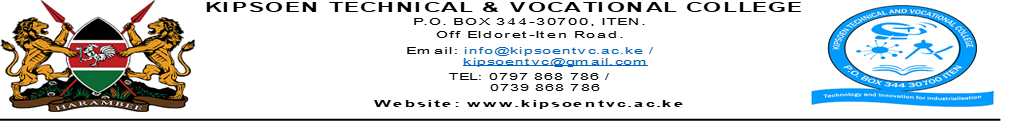 KIPSOEN TECHNICAL & VOCATIONAL COLLEGE
P.O. BOX 344-30700, ITEN.
Off Eldoret-Iten Road.
Email: info@kipsoentvc.ac.ke /
kipsoentvc@gmail.com
TEL: 0797 868 786 /
0739 868 786
Website: www.kipsoentvc.ac.ke
HARAMBEE
KIPSOEN TECHNICAL AND VOCATIONAL COLLEGE
P.O. BOX 344 30700 ITEN
Technology and Innovation for Industrialisation